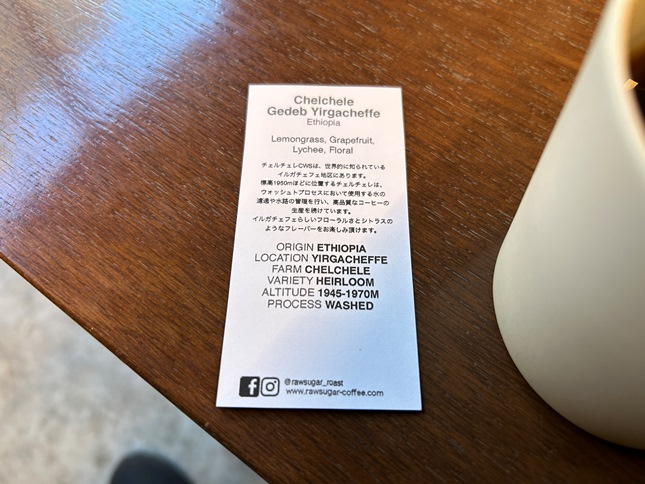 Chelchele
Gedeb Yirgacheffe
Ethiopia
Lemongrass, Grapefruit,
Lychee, Floral
チェルチェレCWSは、世界的に知られている
イルガチェフェ地区にあります。
標高1950mほどに位置するチェルチェレは、
ウォッシュトプロセスにおいて使用する水の
濾過や水路の管理を行い、高品質なコーヒーの
生産を続けています。
イルガチェフェらしいフローラルさとシトラスの
ようなフレーバーをお楽しみ頂けます。
ORIGIN ETHIOPIA
LOCATION YIRGACHEFFE
FARM CHELCHELE
VARIETY HEIRLOOM
ALTITUDE 1945-1970M
PROCESS WASHED
@rawsugar_roast
www.rawsugar-coffee.com